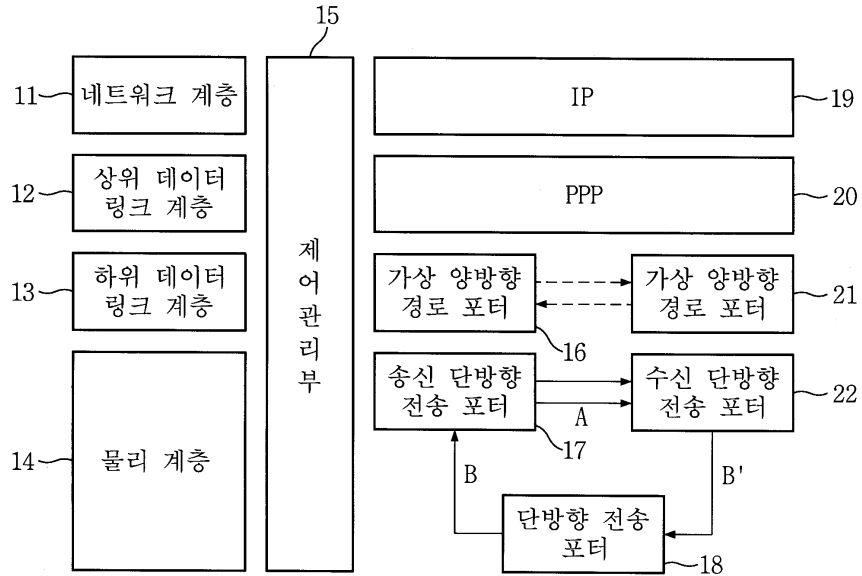 15
11
네트워크 계층
IP
19
12
상위 데이터
링크 계층
PPP
20
제어관리부
13
하위 데이터
링크 계층
가상 양방향
경로 포터
가상 양방향
경로 포터
21
16
14
물리 계층
송신 단방향
전송 포터
A
수신 단방향
전송 포터
22
17
B
B'
단방향 전송
포터
18